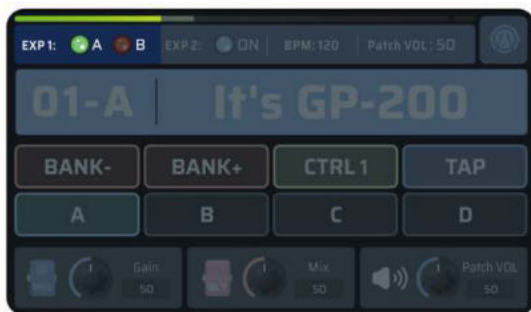 EXP 1: A B EXP 2: ON BPM: 120 Patch VOL: 50
01-A It's GP-200
BANK- BANK+ CTRL 1 TAP
A B C D
Gain Mix Patch VOL
50 50 50